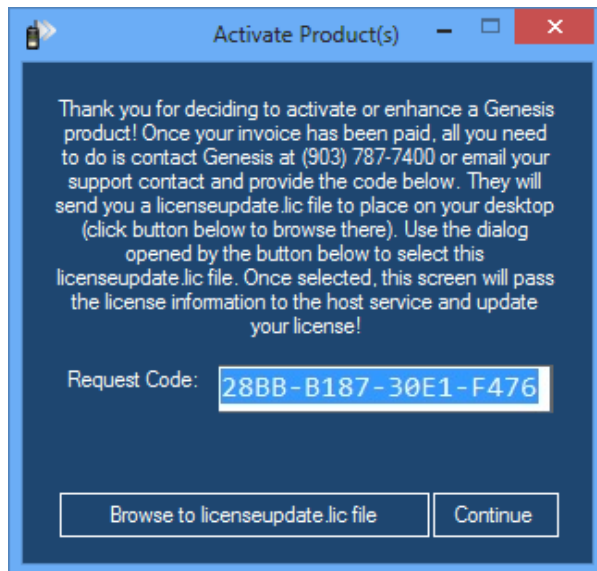 Activate Product(s)
Thank you for deciding to activate or enhance a Genesis
product! Once your invoice has been paid, all you need
to do is contact Genesis at (903) 787-7400 or email your
support contact and provide the code below. They will
send you a licenseupdate.lic file to place on your desktop
(click button below to browse there). Use the dialog
opened by the button below to select this
licenseupdate.lic file. Once selected, this screen will pass
the license information to the host service and update
your license!
Request Code: 28BB-B187-30E1-F476
Browse to licenseupdate.lic file Continue